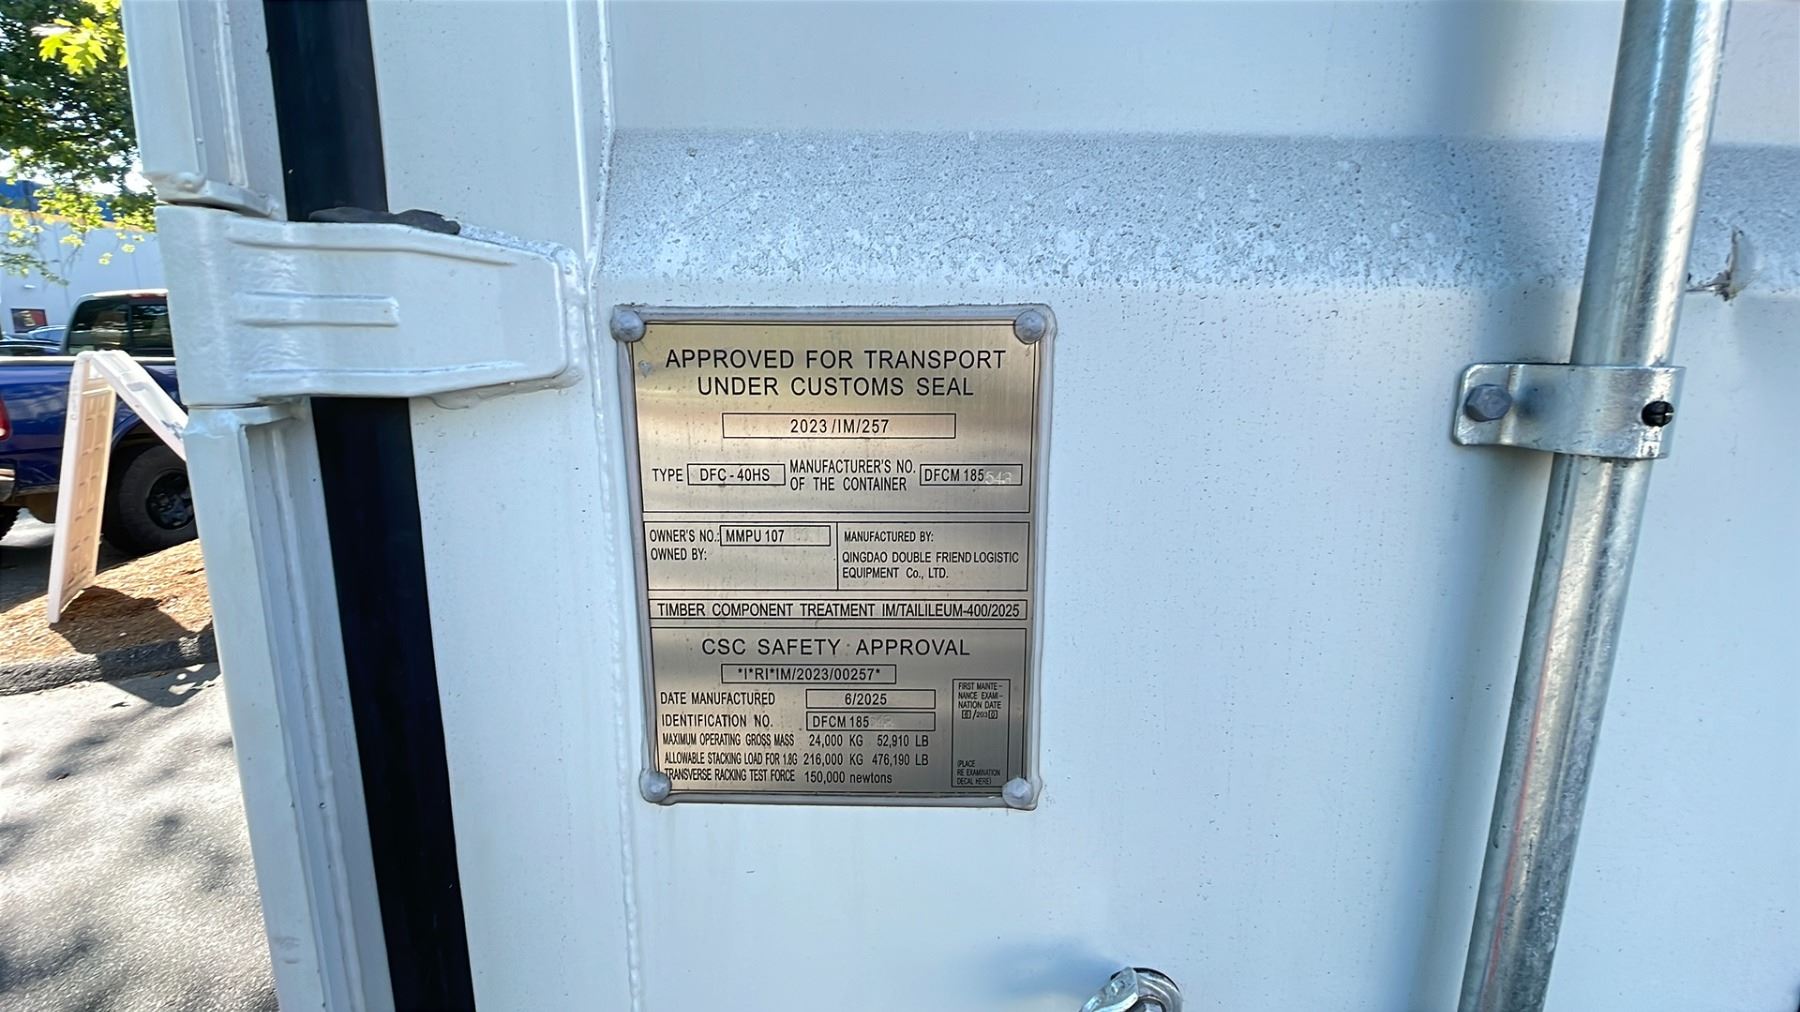 APPROVED FOR TRANSPORT
UNDER CUSTOMS SEAL
2023/IM/257
TYPE DFC-40HS MANUFACTURER'S NO. OF THE CONTAINER DFCM 185
OWNER'S NO.: MMPU 107
OWNED BY:
MANUFACTURED BY:
QINGDAO DOUBLE FRIEND LOGISTIC
EQUIPMENT Co., LTD.
TIMBER COMPONENT TREATMENT IM/TAILILEUM-400/2025
CSC SAFETY APPROVAL
*I*RI*IM/2023/00257*
DATE MANUFACTURED 6/2025
IDENTIFICATION NO. DFCM 185
MAXIMUM OPERATING GROSS MASS 24,000 KG 52,910 LB
ALLOWABLE STACKING LOAD FOR 1.8G 216,000 KG 476,190 LB
TRANSVERSE RACKING TEST FORCE 150,000 newtons
FIRST MAINTE-
NANCE EXAMI-
NATION DATE
6/2030
(PLACE
RE EXAMINATION
DECAL HERE)